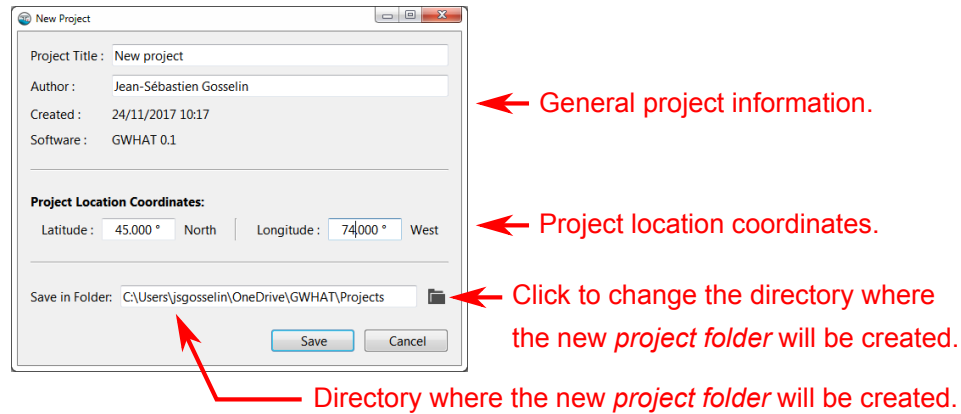 New Project
Project Title : New project
Author : Jean-Sébastien Gosselin
Created : 24/11/2017 10:17
Software : GWHAT 0.1
General project information.
Project Location Coordinates:
Latitude : 45.000 ° North Longitude : 74.000 ° West
Project location coordinates.
Save in Folder: C:\Users\jsgosselin\OneDrive\GWHAT\Projects
Click to change the directory where
the new project folder will be created.
Save Cancel
Directory where the new project folder will be created.